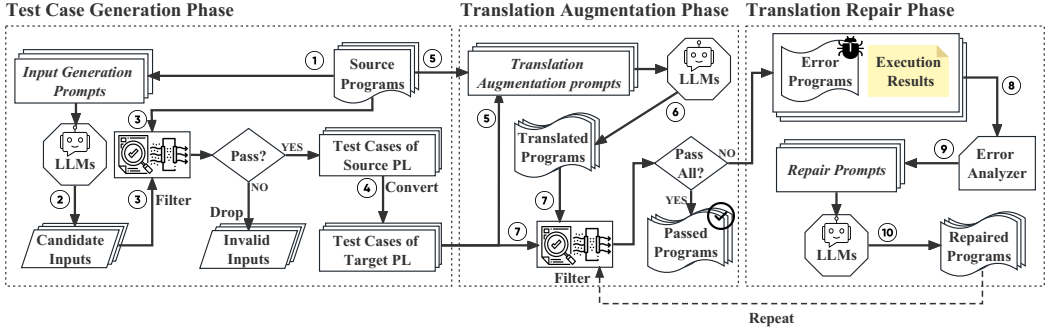 Test Case Generation Phase
Translation Augmentation Phase
Translation Repair Phase
Input Generation
Prompts
1
Source
Programs
5
Translation
Augmentation prompts
LLMs
Error
Programs
Execution
Results
8
3
5
6
LLMs
Pass?
YES
Test Cases of
Source PL
Translated
Programs
Pass
All?
NO
Repair Prompts
9
Error
Analyzer
2
3
Filter
NO
4
Convert
7
YES
Drop
Candidate
Inputs
Invalid
Inputs
Test Cases of
Target PL
7
Filter
Passed
Programs
LLMs
10
Repaired
Programs
Repeat